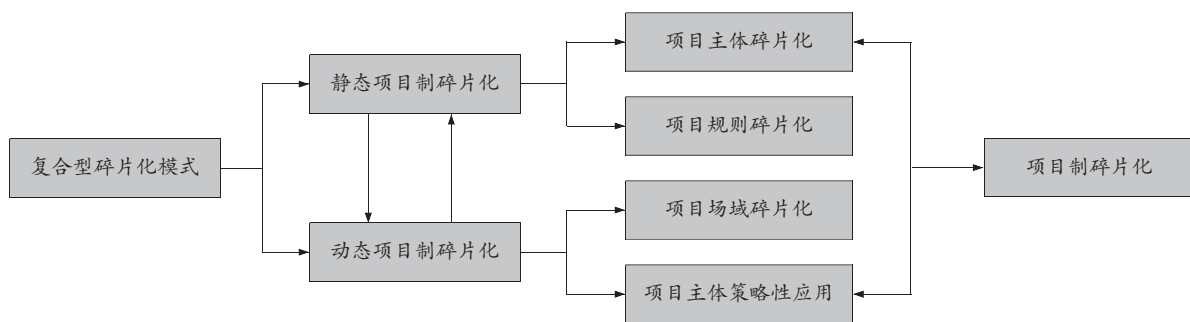 复合型碎片化模式
静态项目制碎片化
动态项目制碎片化
项目主体碎片化
项目规则碎片化
项目场域碎片化
项目主体策略性应用
项目制碎片化